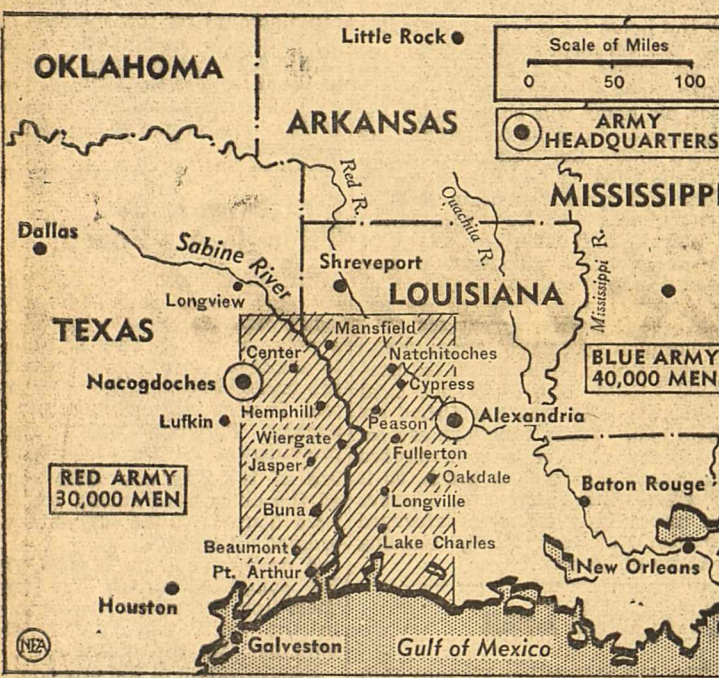 Little Rock
Scale of Miles
0 50 100
OKLAHOMA
ARKANSAS
ARMY
HEADQUARTERS
Red R.
Ouachita R.
MISSISSIPPI
Dallas
Sabine River
Shreveport
Mississippi R.
Longview
LOUISIANA
TEXAS
Mansfield
Center
Natchitoches
BLUE ARMY
40,000 MEN
Nacogdoches
Cypress
Hemphill
Peason
Alexandria
Lufkin
Wiergate
Fullerton
Jasper
Oakdale
RED ARMY
30,000 MEN
Baton Rouge
Longville
Buna
Beaumont
Lake Charles
Pt. Arthur
New Orleans
Houston
NEA
Galveston
Gulf of Mexico